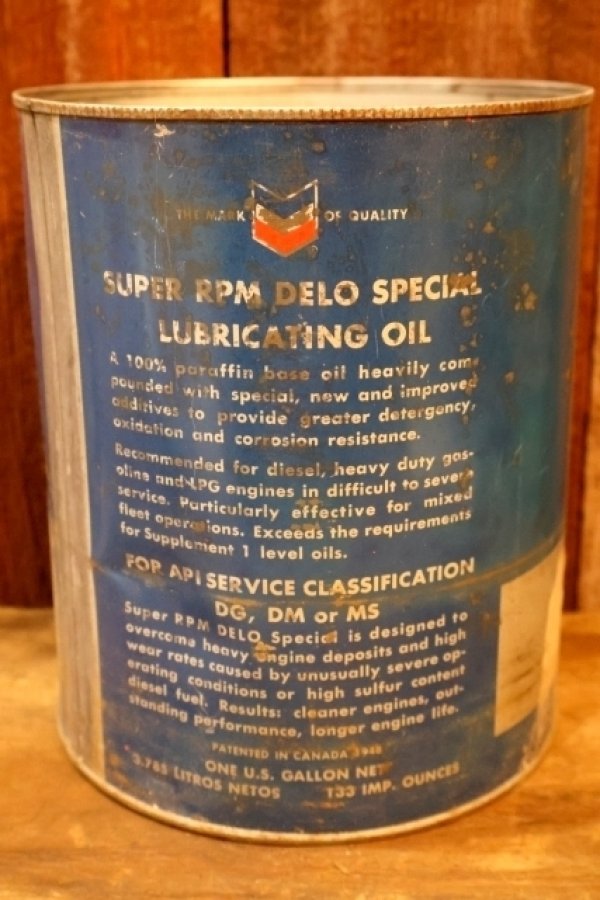 THE MARK OF QUALITY
SUPER RPM DELO SPECIAL
LUBRICATING OIL
A 100% paraffin base oil heavily com-
pounded with special, new and improved
additives to provide greater detergency,
oxidation and corrosion resistance.
Recommended for diesel, heavy duty gas-
oline and LPG engines in difficult to severe
service. Particularly effective for mixed
fleet operations. Exceeds the requirements
for Supplement 1 level oils.
FOR API SERVICE CLASSIFICATION
DG, DM or MS
Super RPM DELO Special is designed to
overcome heavy engine deposits and high
wear rates caused by unusually severe op-
erating conditions or high sulfur content
diesel fuel. Results: cleaner engines, out-
standing performance, longer engine life.
PATENTED IN CANADA
ONE U.S. GALLON NET
3.785 LITROS NETOS 133 IMP. OUNCES